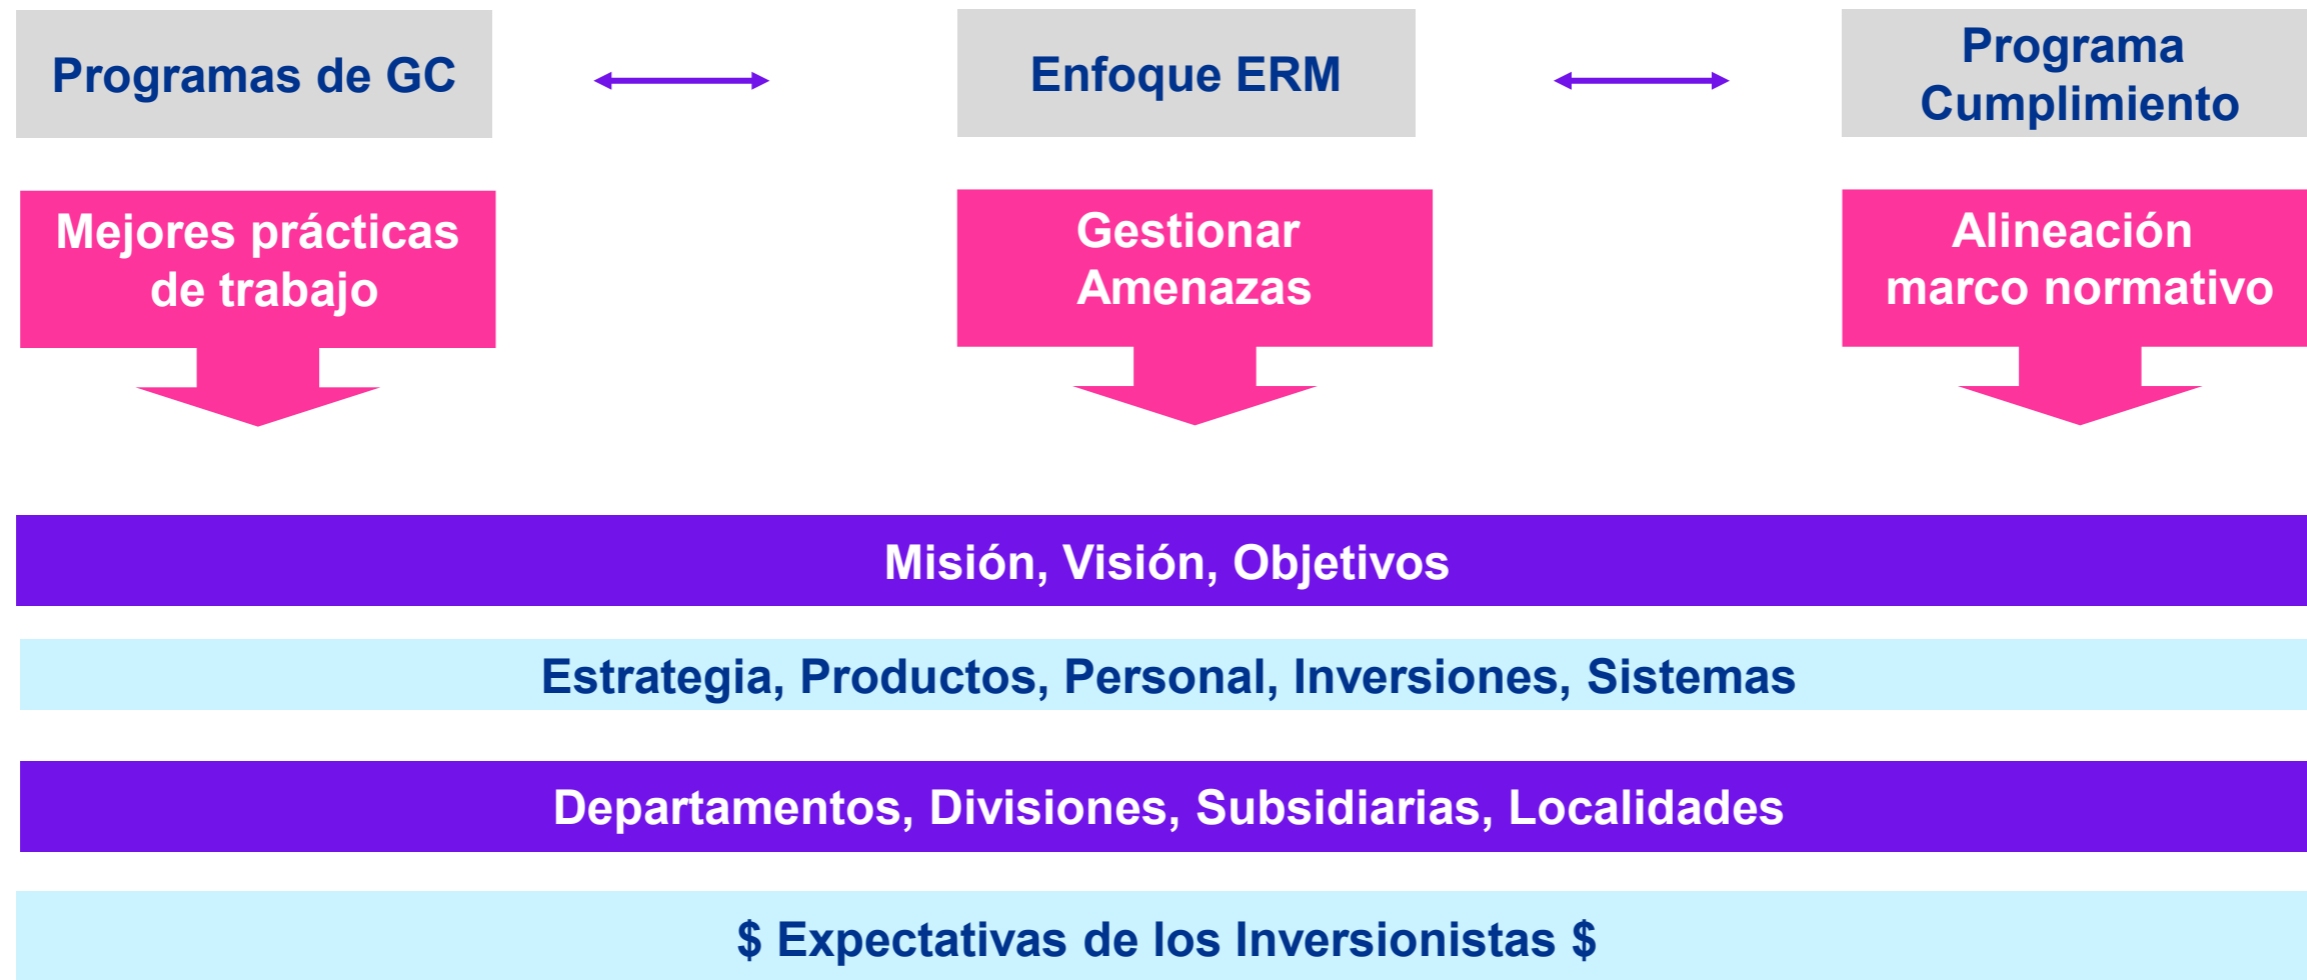 Programas de GC
Enfoque ERM
Programa
Cumplimiento
Mejores prácticas
de trabajo
Gestionar
Amenazas
Alineación
marco normativo
Misión, Visión, Objetivos
Estrategia, Productos, Personal, Inversiones, Sistemas
Departamentos, Divisiones, Subsidiarias, Localidades
$ Expectativas de los Inversionistas $